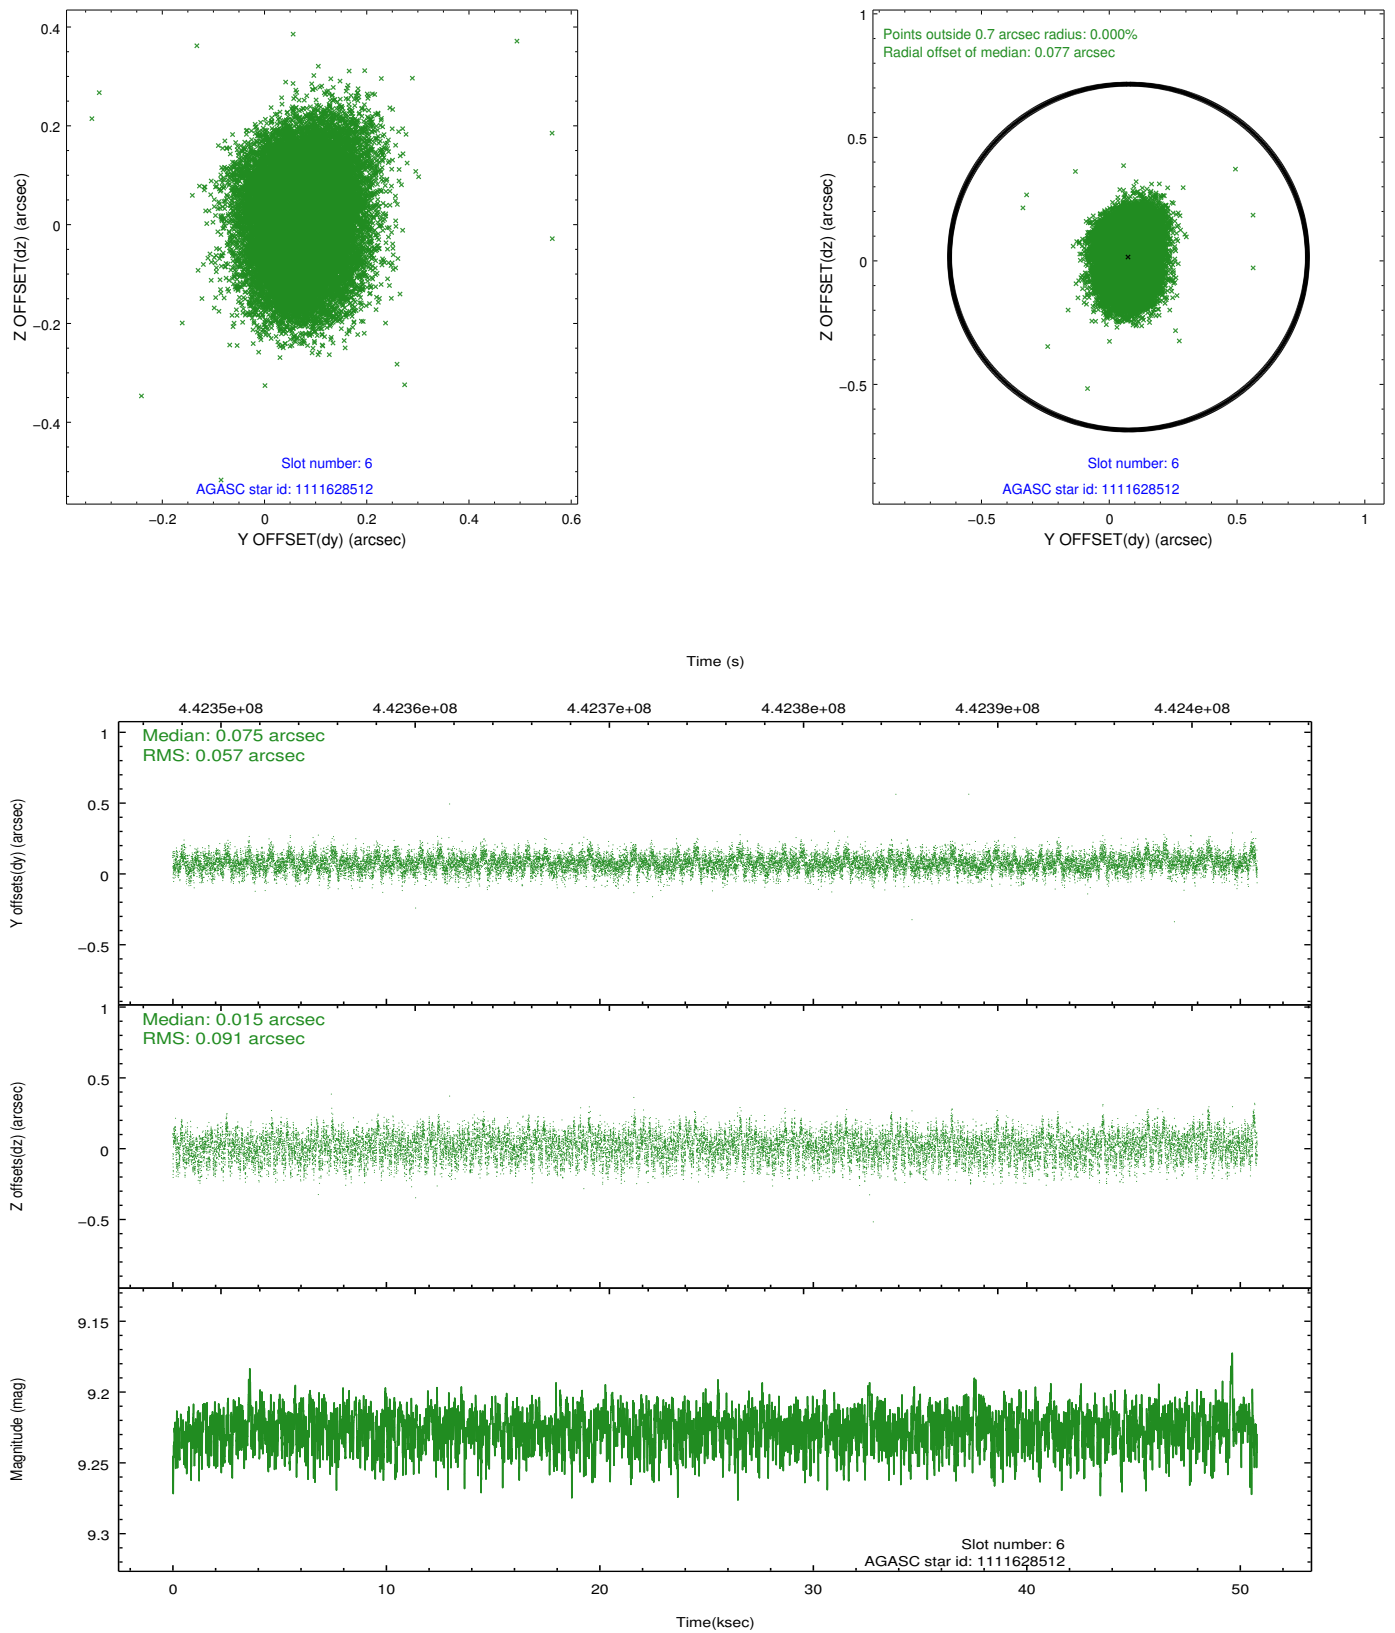 0.4
0.2
0
−0.2
−0.4
Z OFFSET(dz) (arcsec)
Slot number: 6
AGASC star id: 1111628512
−0.2 0 0.2 0.4 0.6
Y OFFSET(dy) (arcsec)
1
0.5
0
−0.5
Z OFFSET(dz) (arcsec)
Points outside 0.7 arcsec radius: 0.000%
Radial offset of median: 0.077 arcsec
Slot number: 6
AGASC star id: 1111628512
−0.5 0 0.5 1
Y OFFSET(dy) (arcsec)
Time (s)
4.4235e+08 4.4236e+08 4.4237e+08 4.4238e+08 4.4239e+08 4.424e+08
Median: 0.075 arcsec
RMS: 0.057 arcsec
1
0.5
0
−0.5
Y offsets(dy) (arcsec)
Median: 0.015 arcsec
RMS: 0.091 arcsec
1
0.5
0
−0.5
Z offsets(dz) (arcsec)
9.15
9.2
9.25
9.3
Magnitude (mag)
Slot number: 6
AGASC star id: 1111628512
0 10 20 30 40 50
Time(ksec)